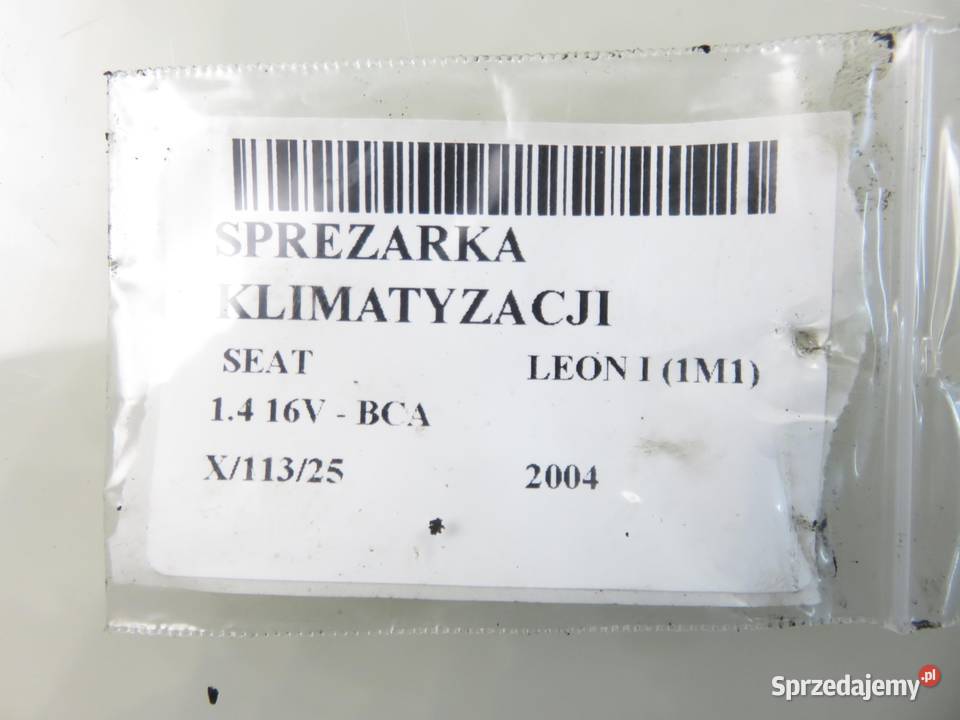 SPREZARKA
KLIMATYZACJI
SEAT LEON I (1M1)
1.4 16V - BCA
X/113/25 2004
Sprzedajemy.pl